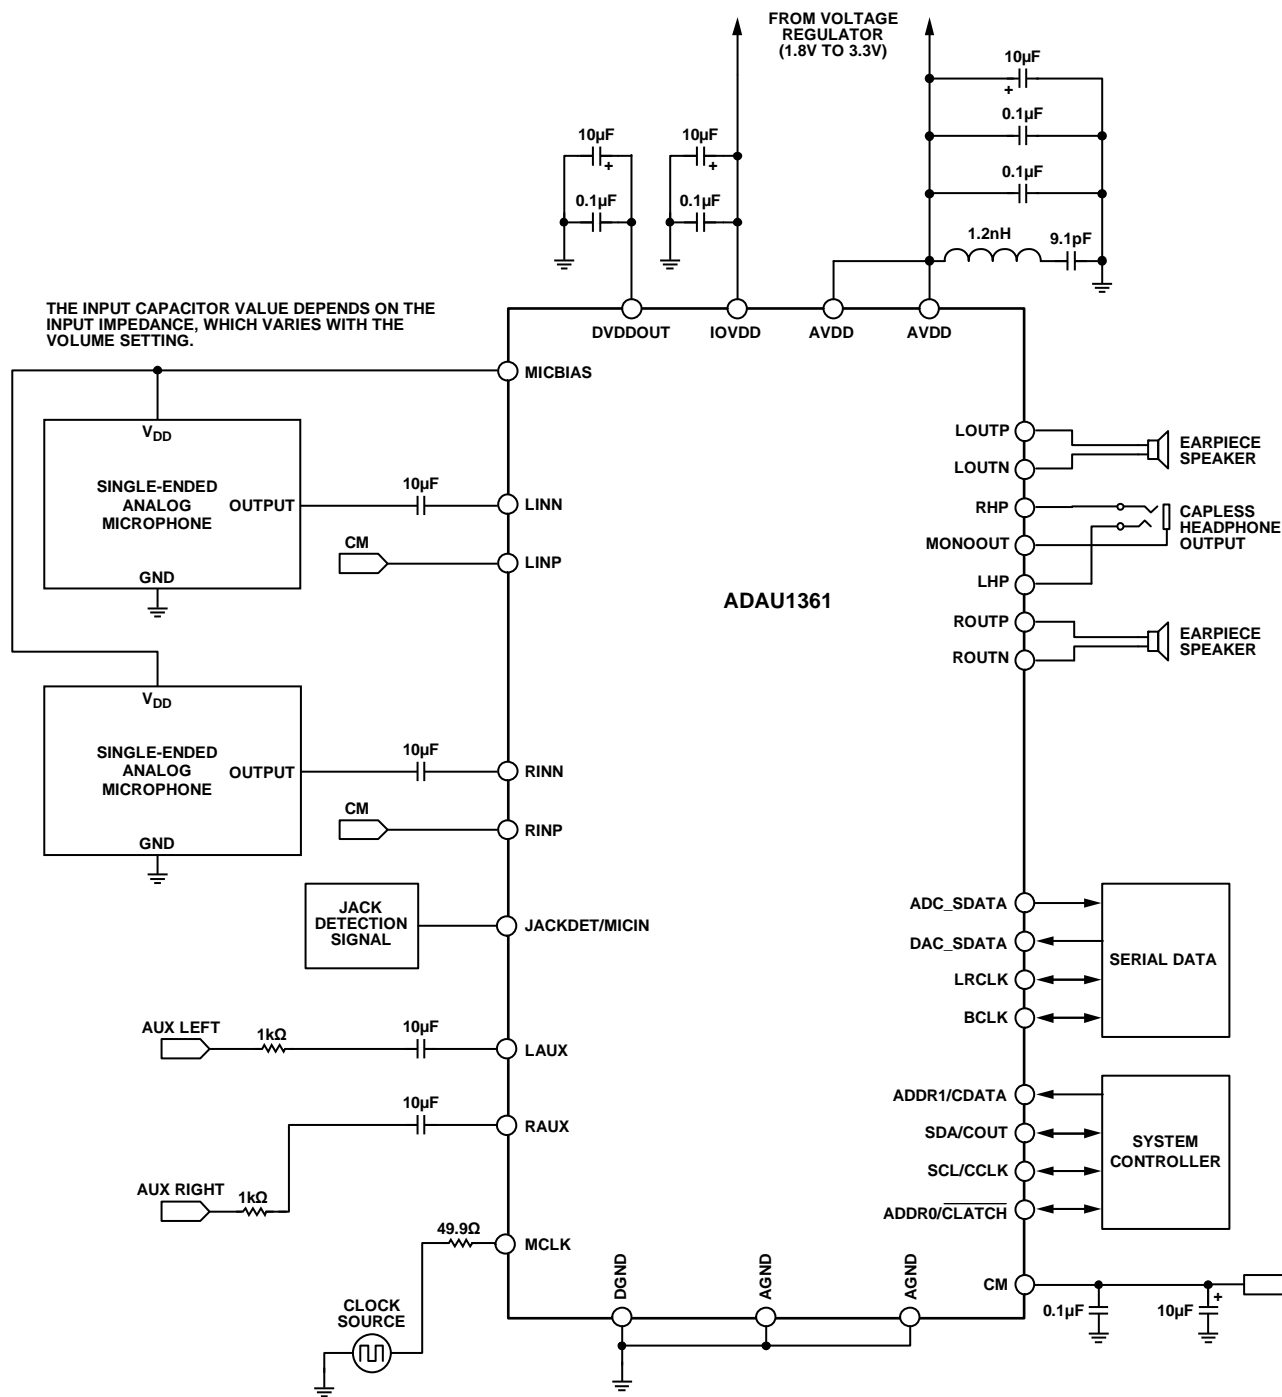 FROM VOLTAGE
REGULATOR
(1.8V TO 3.3V)
10µF
+
0.1µF
0.1µF
1.2nH
9.1pF
10µF
+
0.1µF
10µF
+
0.1µF
THE INPUT CAPACITOR VALUE DEPENDS ON THE
INPUT IMPEDANCE, WHICH VARIES WITH THE
VOLUME SETTING.
DVDDOUT
IOVDD
AVDD
AVDD
MICBIAS
VDD
SINGLE-ENDED
ANALOG
MICROPHONE
OUTPUT
GND
10µF
LINN
CM
LINP
VDD
SINGLE-ENDED
ANALOG
MICROPHONE
OUTPUT
GND
10µF
RINN
CM
RINP
JACK
DETECTION
SIGNAL
JACKDET/MICIN
AUX LEFT
1kΩ
10µF
LAUX
10µF
RAUX
AUX RIGHT
1kΩ
49.9Ω
MCLK
CLOCK
SOURCE
ADAU1361
LOUTP
LOUTN
EARPIECE
SPEAKER
RHP
MONOOUT
LHP
CAPLESS
HEADPHONE
OUTPUT
ROUTP
ROUTN
EARPIECE
SPEAKER
ADC_SDATA
DAC_SDATA
LRCLK
BCLK
SERIAL DATA
ADDR1/CDATA
SDA/COUT
SCL/CCLK
ADDR0/CLATCH
SYSTEM
CONTROLLER
DGND
AGND
AGND
CM
0.1µF
10µF
+